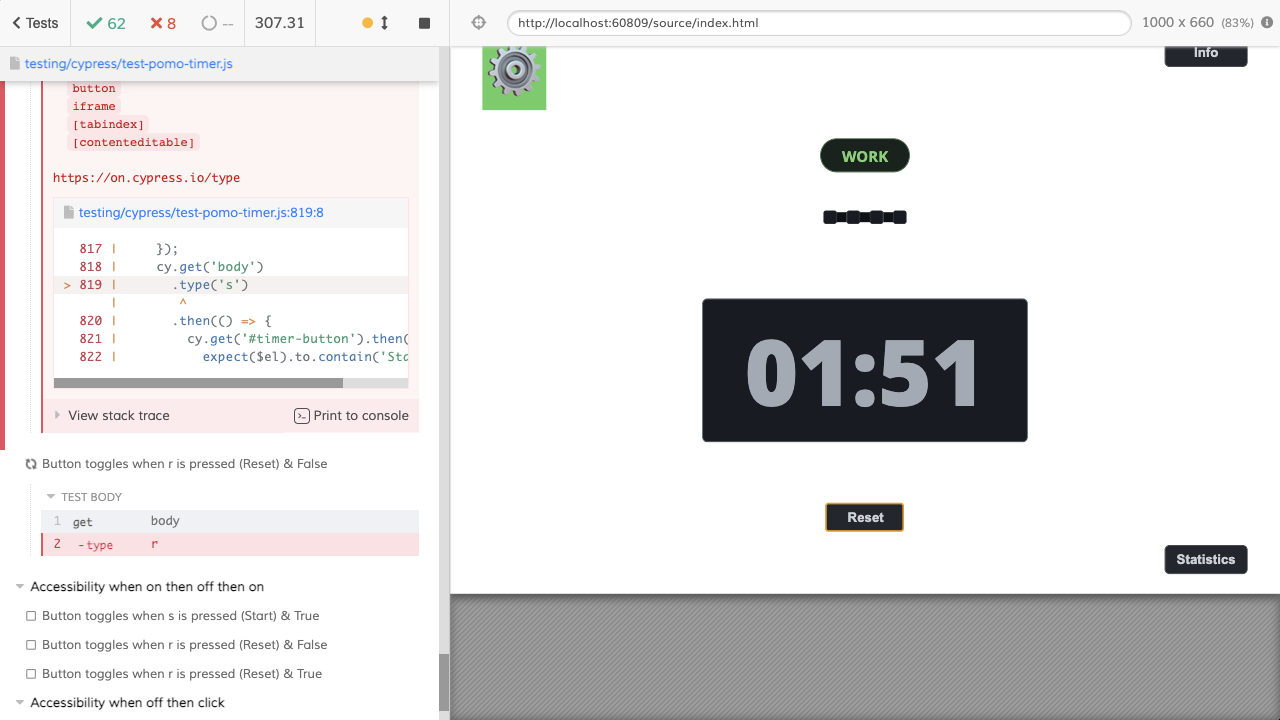 Tests
62
8
--
307.31
http://localhost:60809/source/index.html
1000 x 660 (83%)
testing/cypress/test-pomo-timer.js
button
iframe
[tabindex]
[contenteditable]
https://on.cypress.io/type
testing/cypress/test-pomo-timer.js:819:8
817 | });
818 | cy.get('body')
> 819 | .type('s')
| ^
820 | .then(() => {
821 | cy.get('#timer-button').then(
822 | expect($el).to.contain('Sta
View stack trace
Print to console
Button toggles when r is pressed (Reset) & False
TEST BODY
1 get body
2 -type r
Accessibility when on then off then on
Button toggles when s is pressed (Start) & True
Button toggles when r is pressed (Reset) & False
Button toggles when r is pressed (Reset) & True
Accessibility when off then click
Info
WORK
01:51
Reset
Statistics